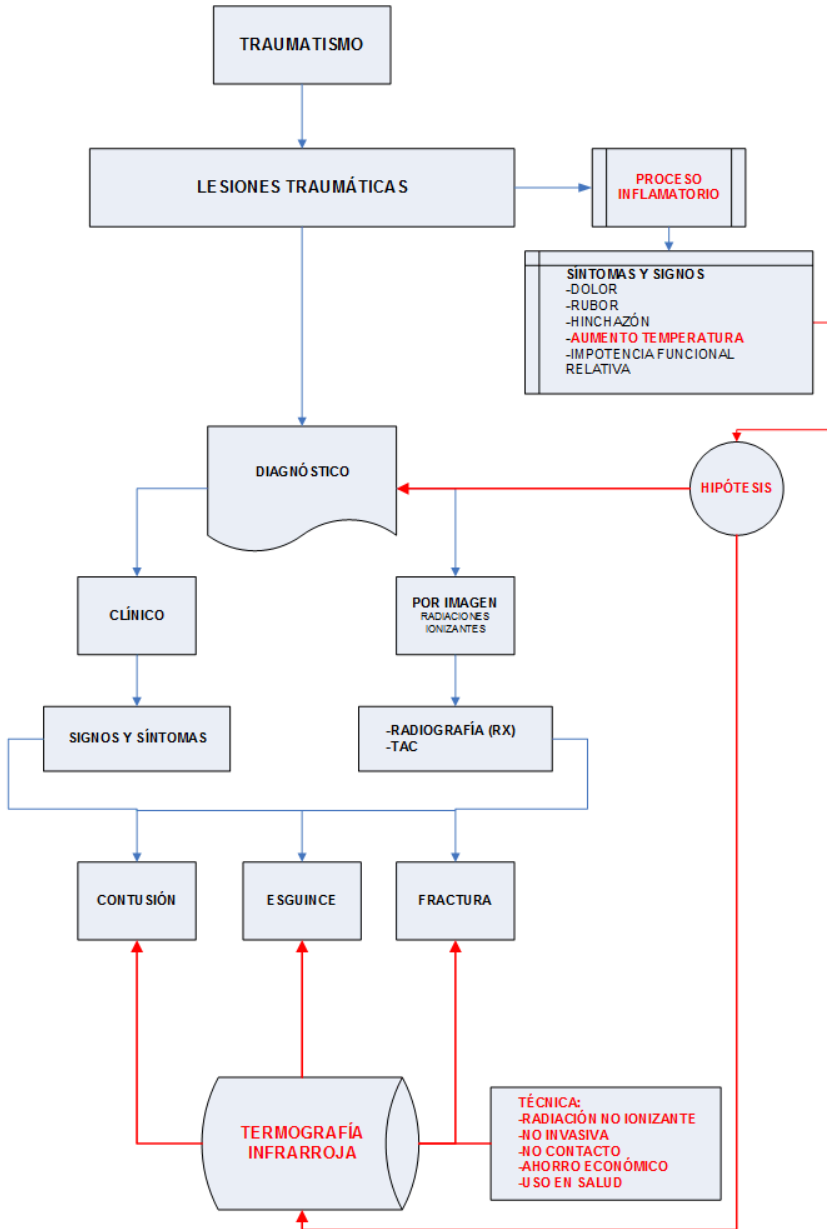 TRAUMATISMO
LESIONES TRAUMÁTICAS
PROCESO
INFLAMATORIO
SÍNTOMAS Y SIGNOS
-DOLOR
-RUBOR
-HINCHAZÓN
-AUMENTO TEMPERATURA
-IMPOTENCIA FUNCIONAL
RELATIVA
DIAGNÓSTICO
HIPÓTESIS
CLÍNICO
POR IMAGEN
RADIACIONES
IONIZANTES
SIGNOS Y SÍNTOMAS
-RADIOGRAFÍA (RX)
-TAC
CONTUSIÓN
ESGUINCE
FRACTURA
TERMOGRAFÍA
INFRARROJA
TÉCNICA:
-RADIACIÓN NO IONIZANTE
-NO INVASIVA
-NO CONTACTO
-AHORRO ECONÓMICO
-USO EN SALUD